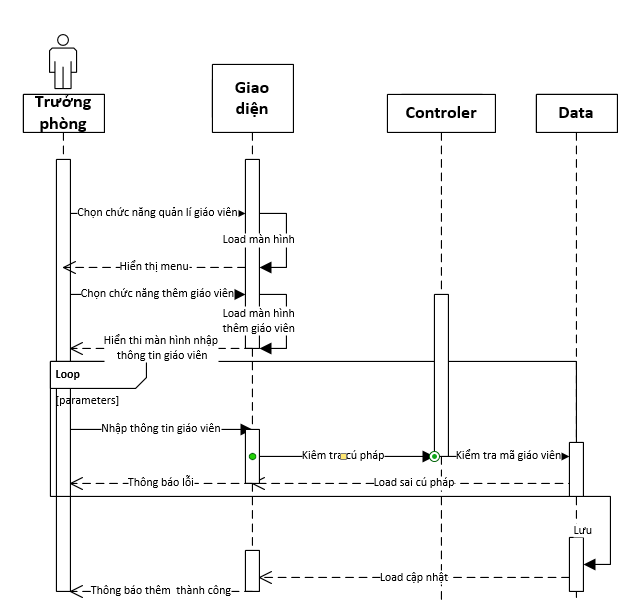 Trướng
phòng
Giao
diện
Controler
Data
Chọn chức năng quản lí giáo viên
Load màn hình
Hiển thị menu
Chọn chức năng thêm giáo viên
Load màn hình
thêm giáo viên
Hiển thi màn hình nhập
thông tin giáo viên
Loop
[parameters]
Nhập thông tin giáo viên
Kiêm tra cú pháp
Kiểm tra mã giáo viên
Thông báo lỗi
Load sai cú pháp
Lưu
Load cập nhật
Thông báo thêm thành công